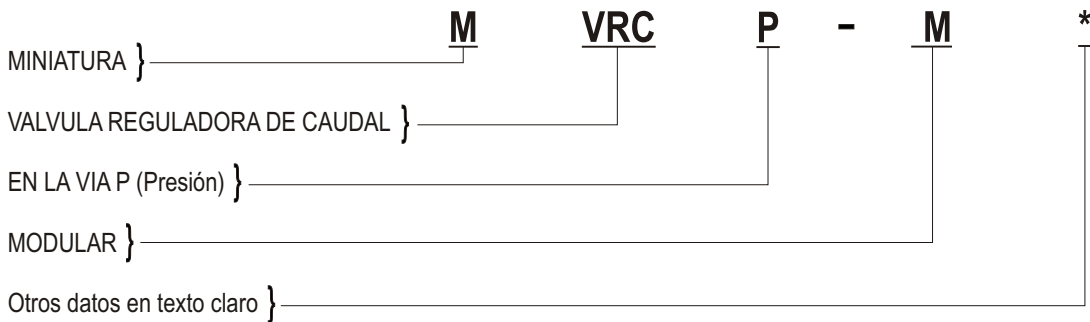 M VRC P - M *
MINIATURA }
VALVULA REGULADORA DE CAUDAL }
EN LA VIA P (Presión) }
MODULAR }
Otros datos en texto claro }